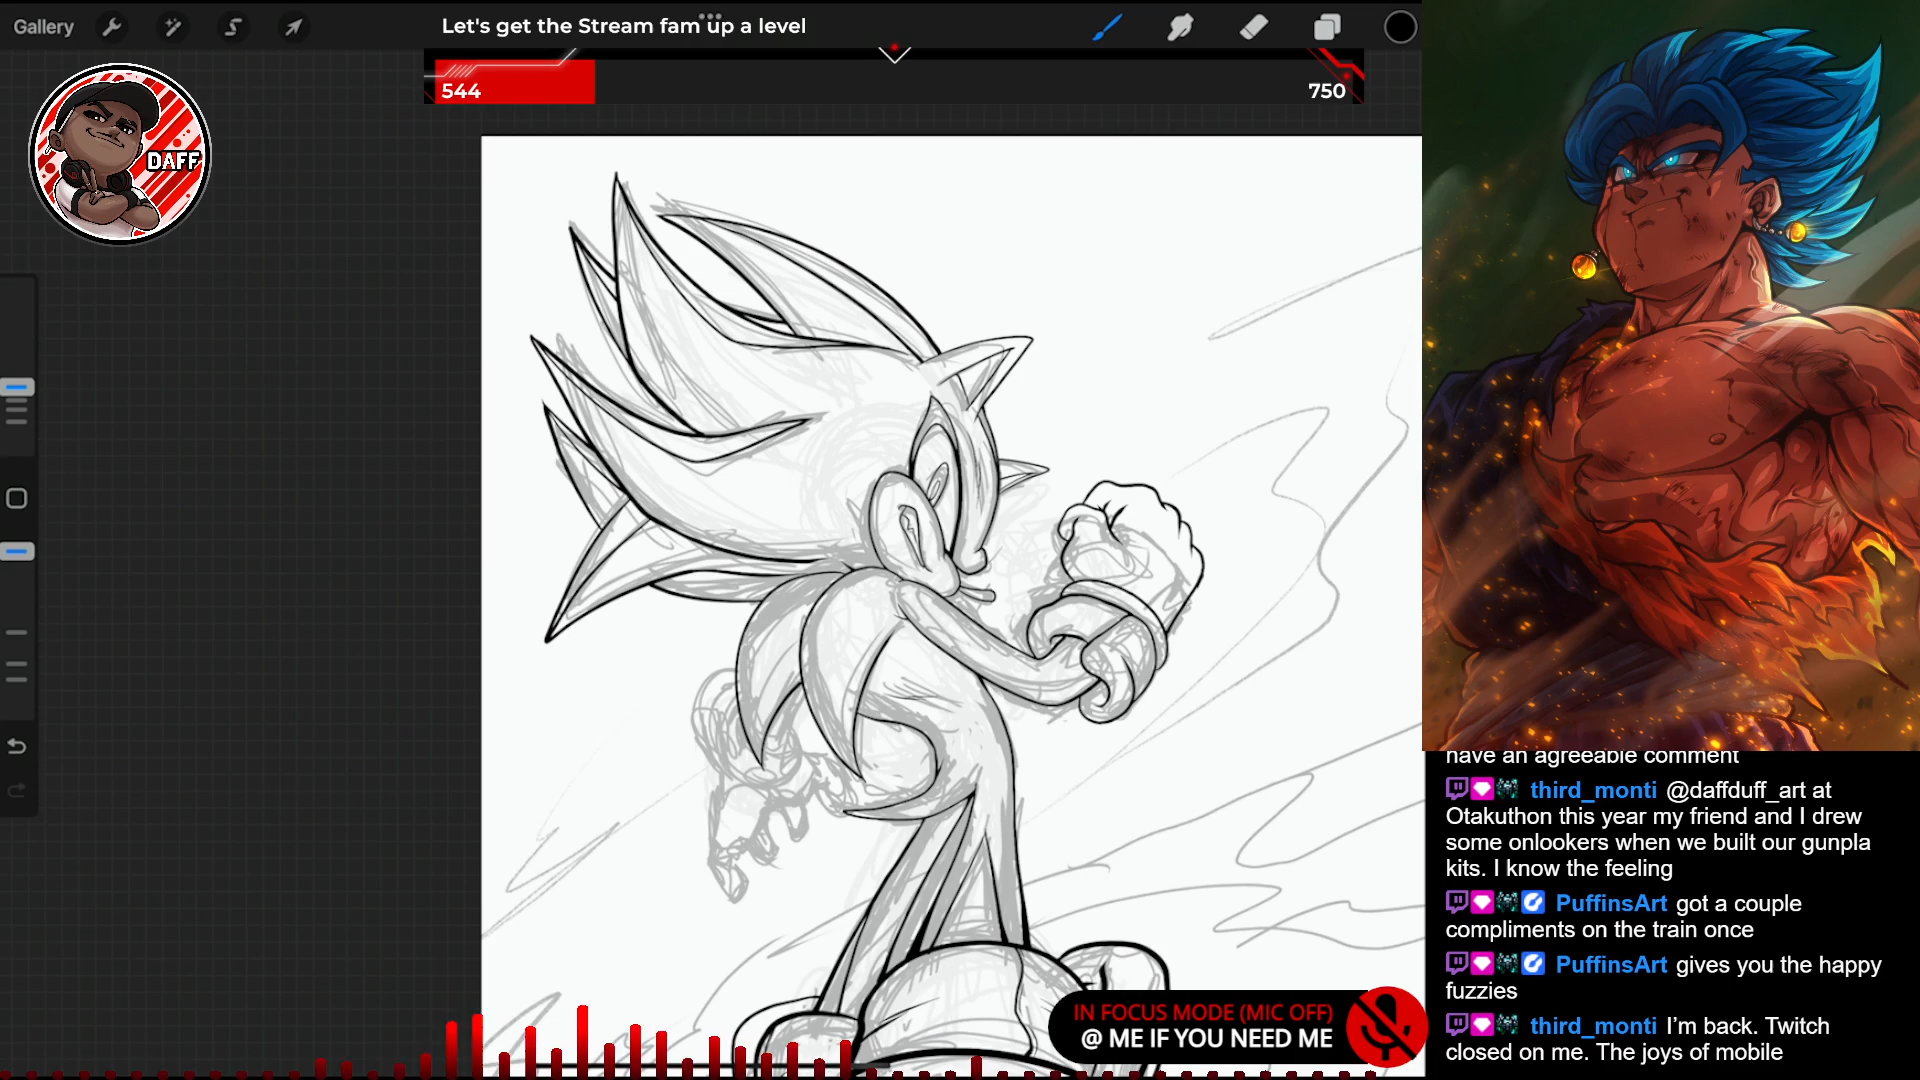 Gallery
Let's get the Stream fam up a level
544
750
DAFF
have an agreeable comment
third_monti @daffduff_art at
Otakuthon this year my friend and I drew
some onlookers when we built our gunpla
kits. I know the feeling
PuffinsArt got a couple
compliments on the train once
PuffinsArt gives you the happy
fuzzies
third_monti I’m back. Twitch
closed on me. The joys of mobile
IN FOCUS MODE (MIC OFF)
@ ME IF YOU NEED ME